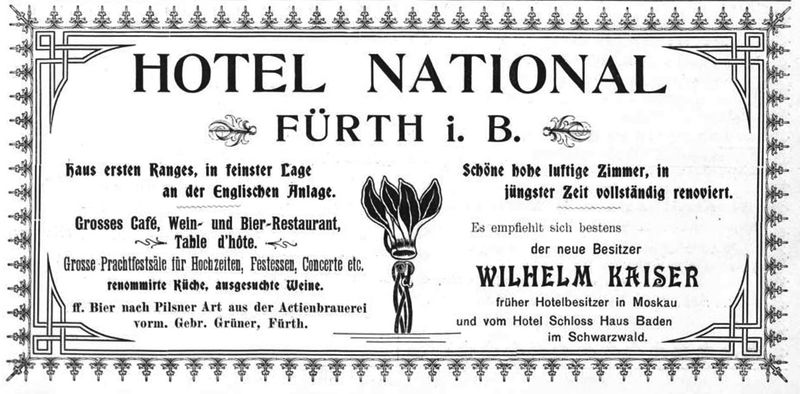 HOTEL NATIONAL
FÜRTH i. B.
Haus ersten Ranges, in feinster Lage
an der Englischen Anlage.
Grosses Café, Wein- und Bier-Restaurant,
Table d'hôte.
Grosse Prachtfestsäle für Hochzeiten, Festessen, Concerte etc.
renommirte Küche, ausgesuchte Weine.
ff. Bier nach Pilsner Art aus der Actienbrauerei
vorm. Gebr. Grüner, Fürth.
Schöne hohe luftige Zimmer, in
jüngster Zeit vollständig renoviert.
Es empfiehlt sich bestens
der neue Besitzer
WILHELM KAISER
früher Hotelbesitzer in Moskau
und vom Hotel Schloss Haus Baden
im Schwarzwald.